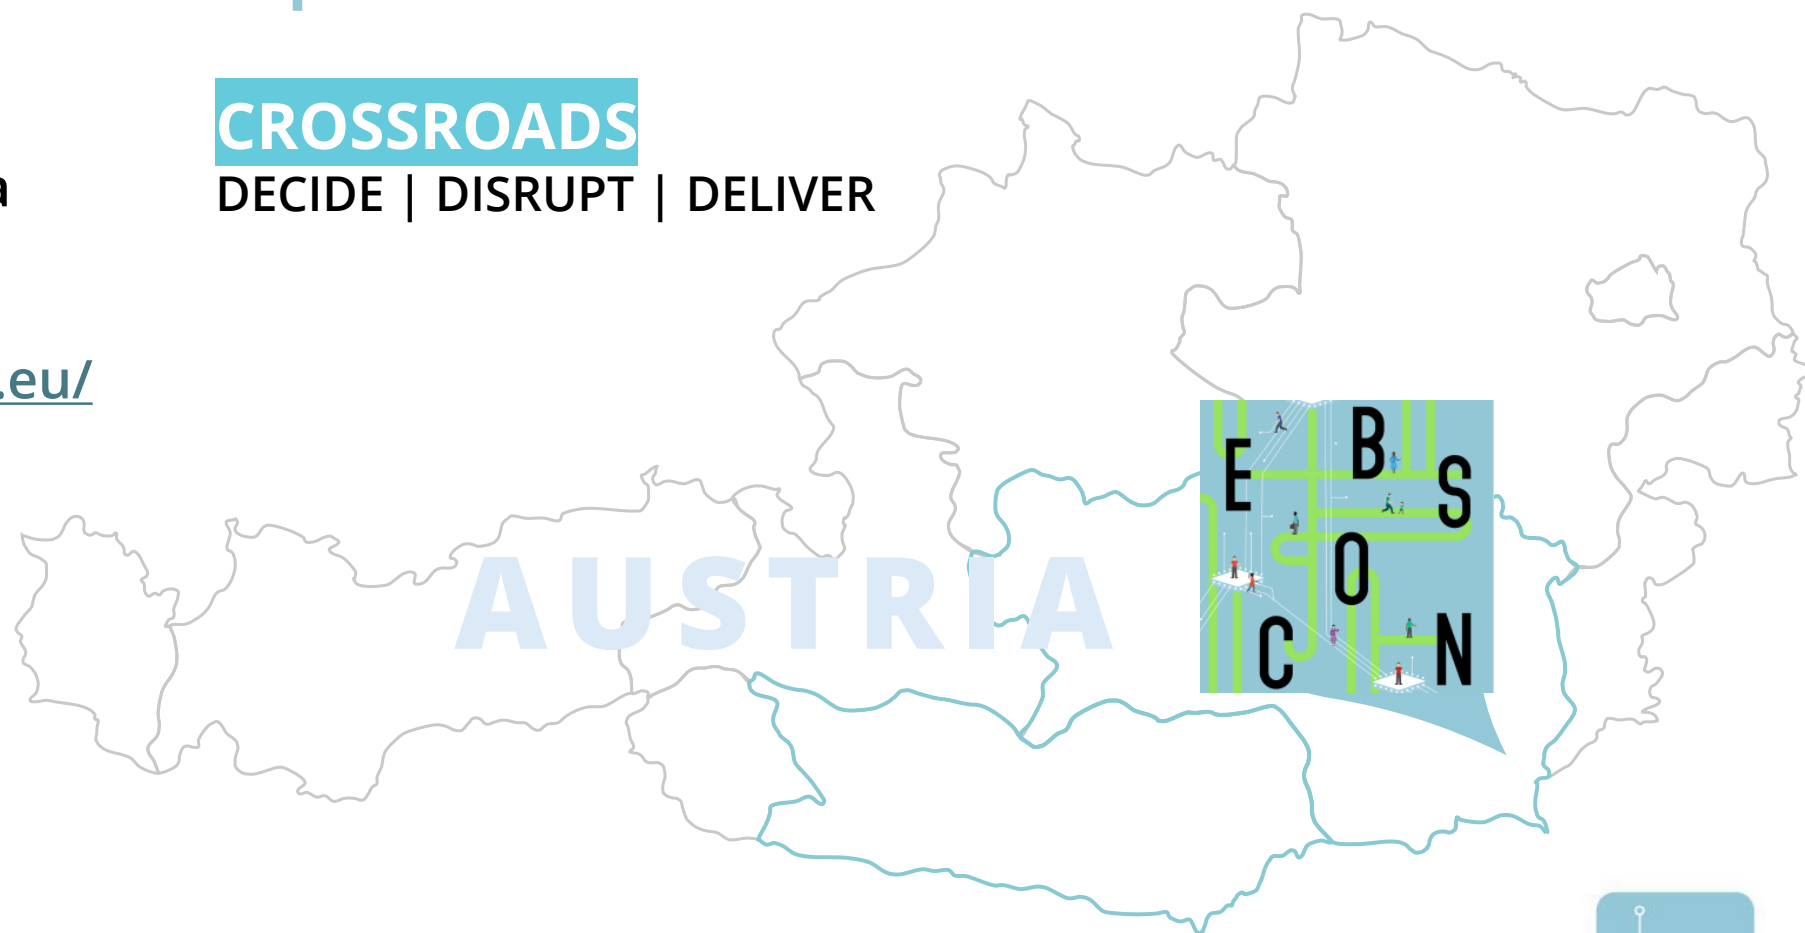 CROSSROADS
DECIDE | DISRUPT | DELIVER
.eu/
AUSTRIA
E B S
O
C N